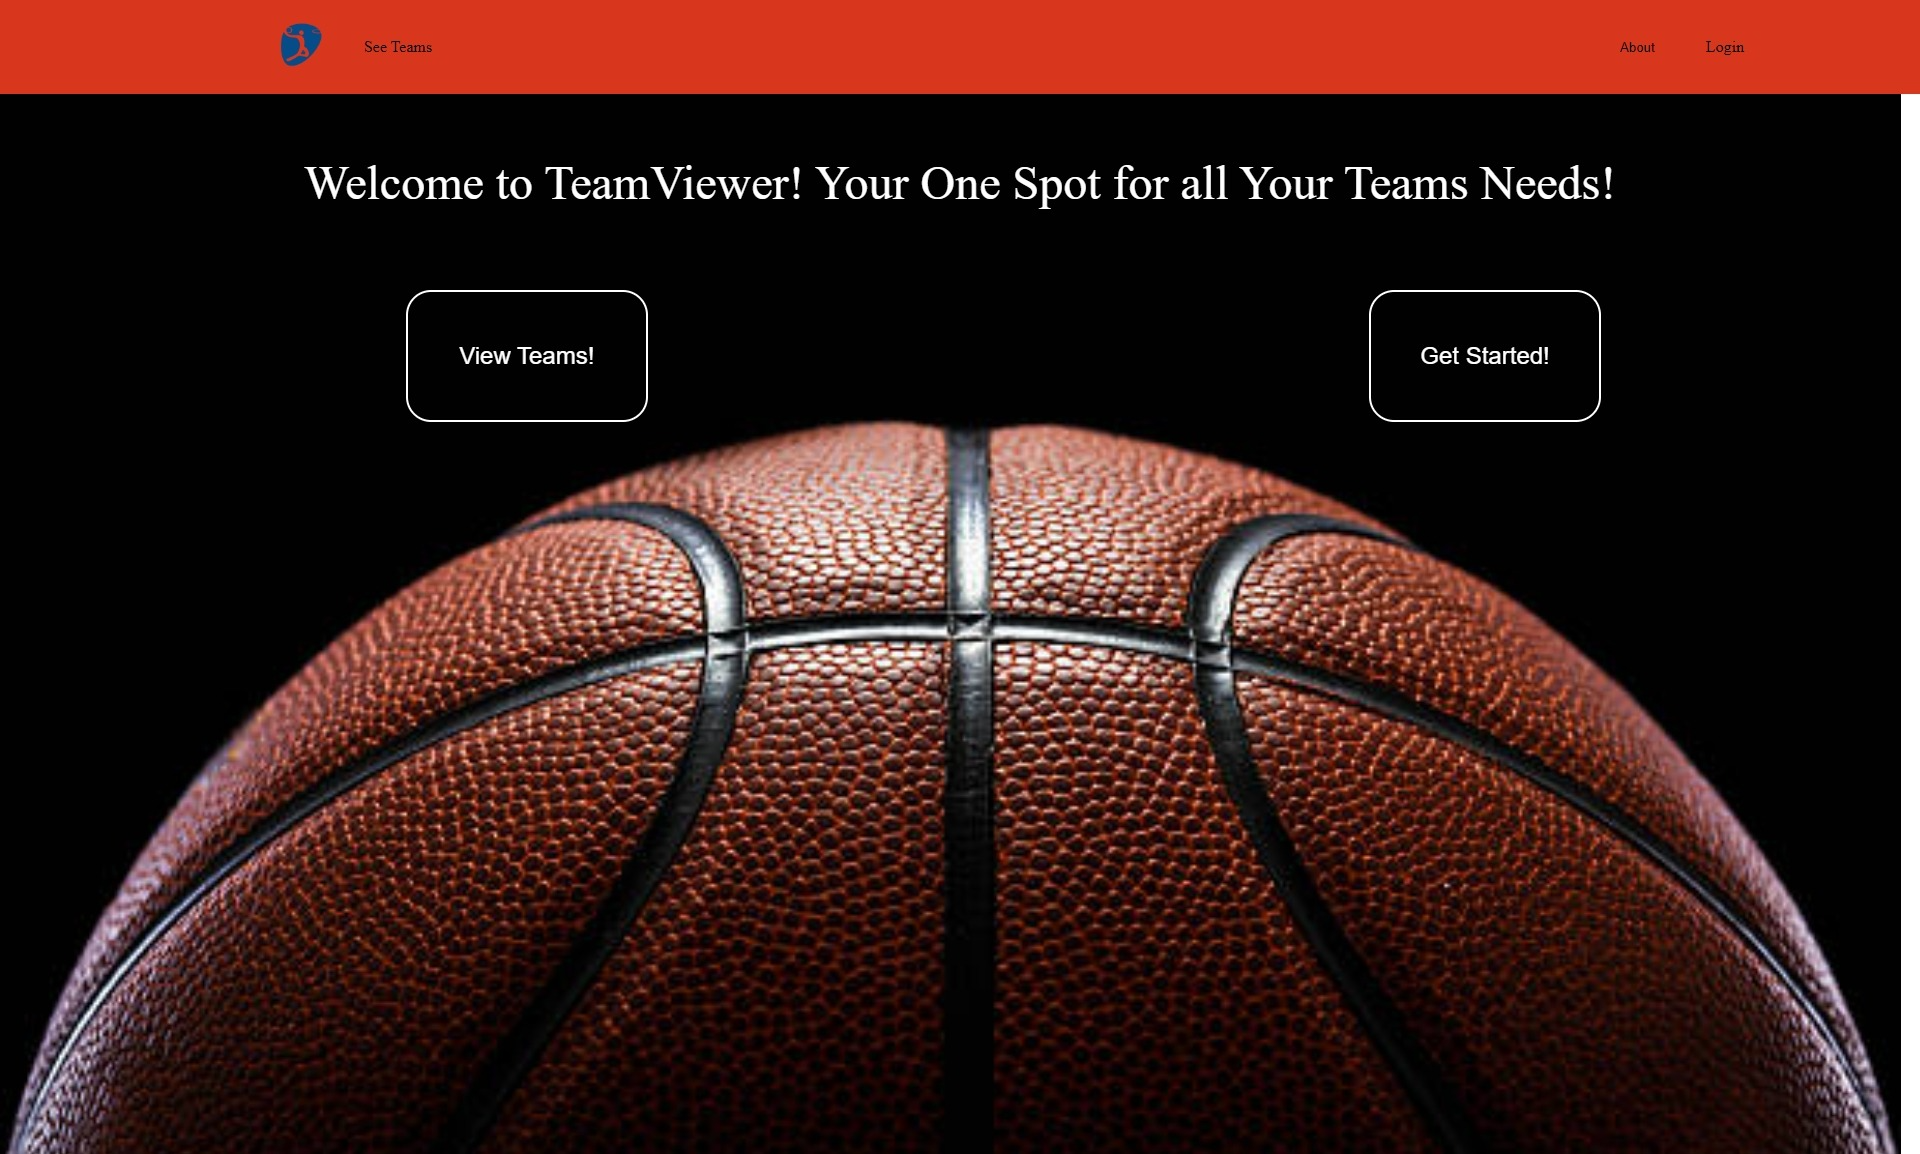 See Teams
About
Login
Welcome to TeamViewer! Your One Spot for all Your Teams Needs!
View Teams!
Get Started!